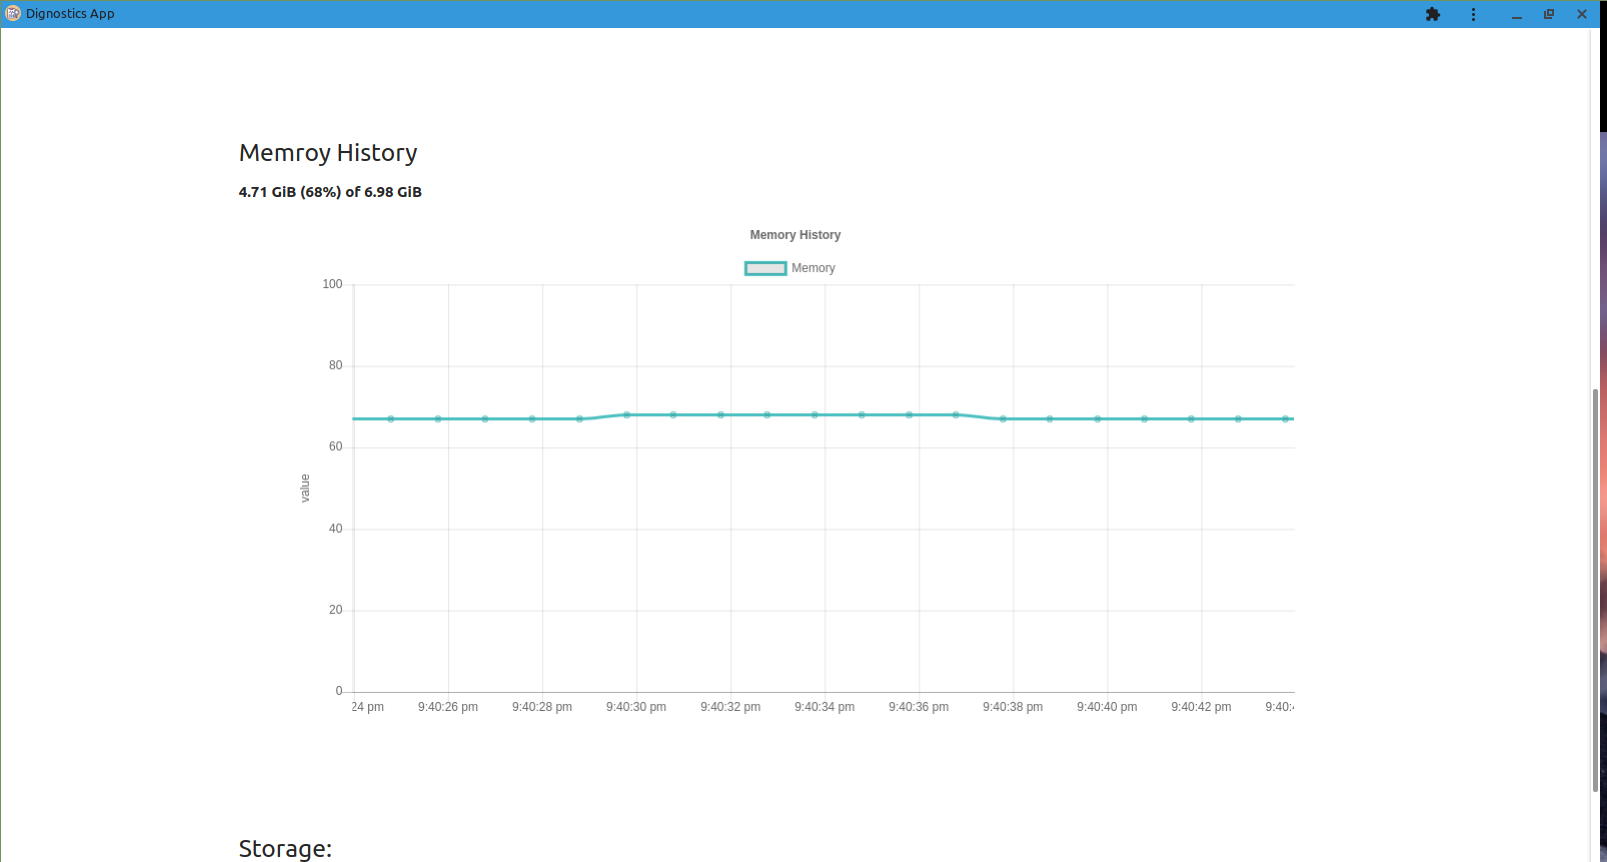 Dignostics App
Memroy History
4.71 GiB (68%) of 6.98 GiB
Memory History
Memory
100
80
60
value
40
20
0
24 pm 9:40:26 pm 9:40:28 pm 9:40:30 pm 9:40:32 pm 9:40:34 pm 9:40:36 pm 9:40:38 pm 9:40:40 pm 9:40:42 pm 9:40:4
Storage: